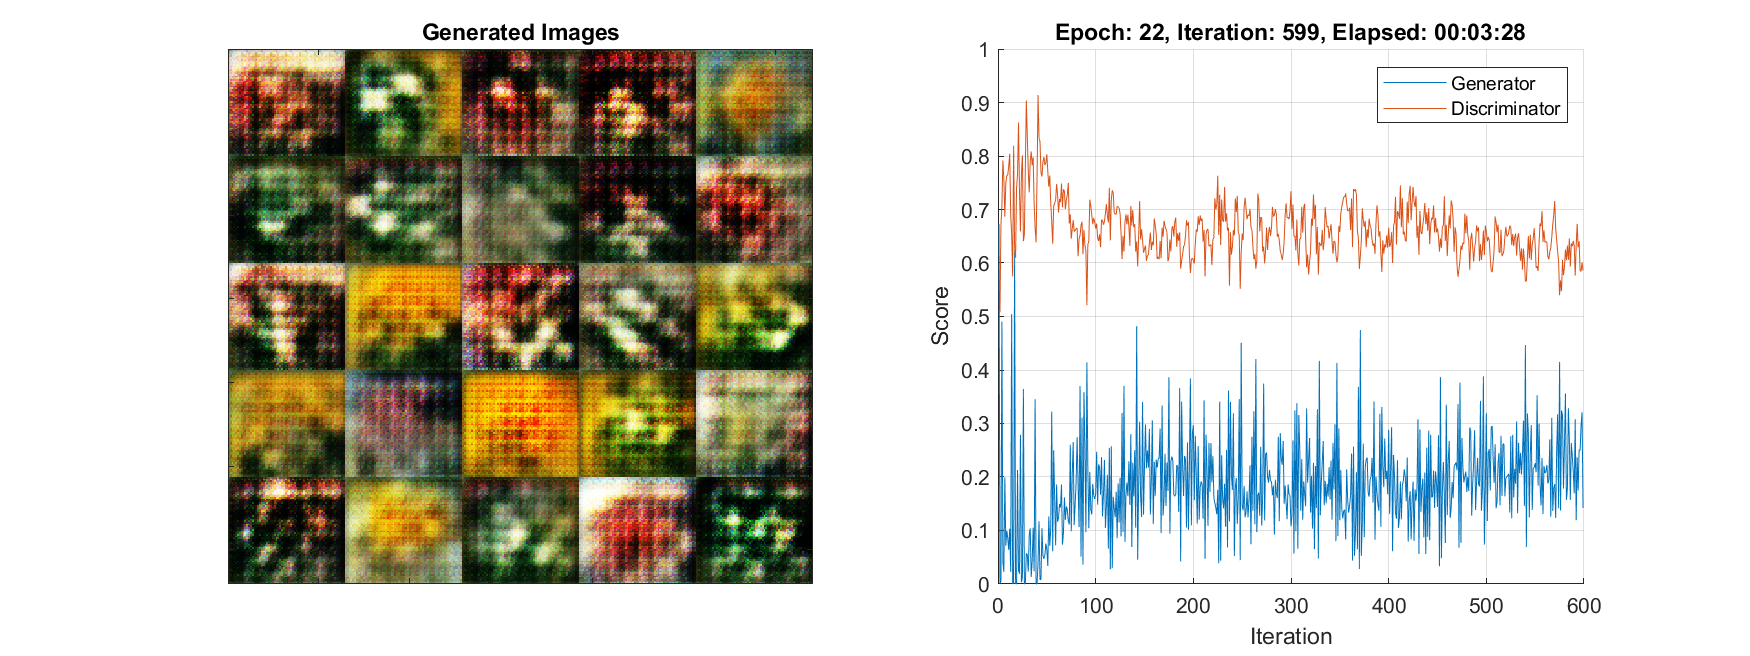 Generated Images
Epoch: 22, Iteration: 599, Elapsed: 00:03:28
Generator
Discriminator
1
0.9
0.8
0.7
0.6
0.5
0.4
0.3
0.2
0.1
0
Score
0 100 200 300 400 500 600
Iteration